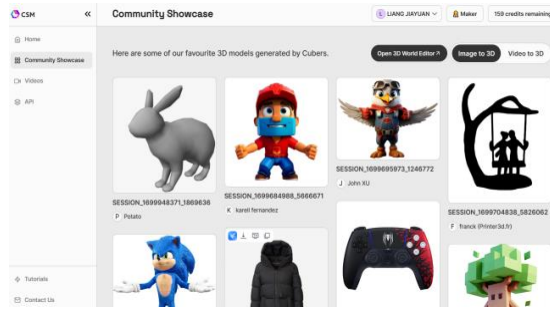 CSM
Community Showcase
LIANG JIAYUAN
Maker
159 credits remaining
Home
Community Showcase
Videos
API
Here are some of our favourite 3D models generated by Cubers.
Open 3D World Editor
Image to 3D
Video to 3D
SESSION_1699695973_1246772
J John XU
SESSION_1699948371_1869636
P Potato
SESSION_1699684988_5666671
K karell fernandez
SESSION_1699704838_5826062
F franck (Printer3d.fr)
Tutorials
Contact Us